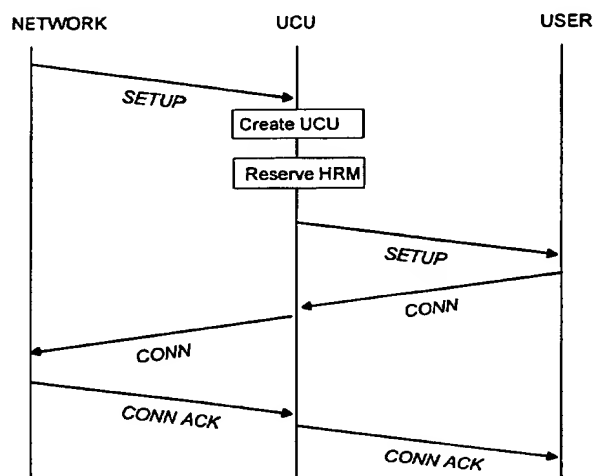 NETWORK UCU USER
SETUP
Create UCU
Reserve HRM
SETUP
CONN
CONN
CONN ACK
CONN ACK